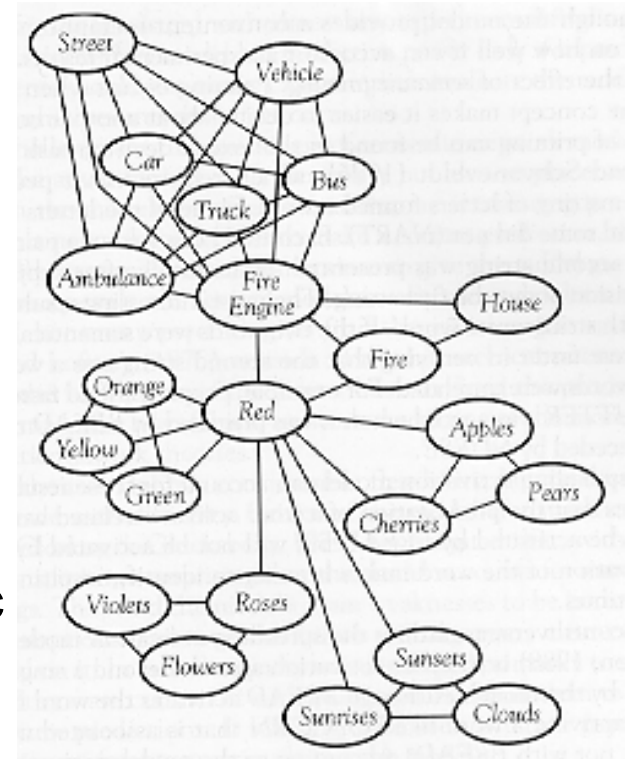 Street
Vehicle
Car
Bus
Truck
Ambulance
Fire
Engine
House
Fire
Orange
Red
Apples
Yellow
Green
Pears
Cherries
Violets
Roses
Flowers
Sunsets
Sunrises
Clouds